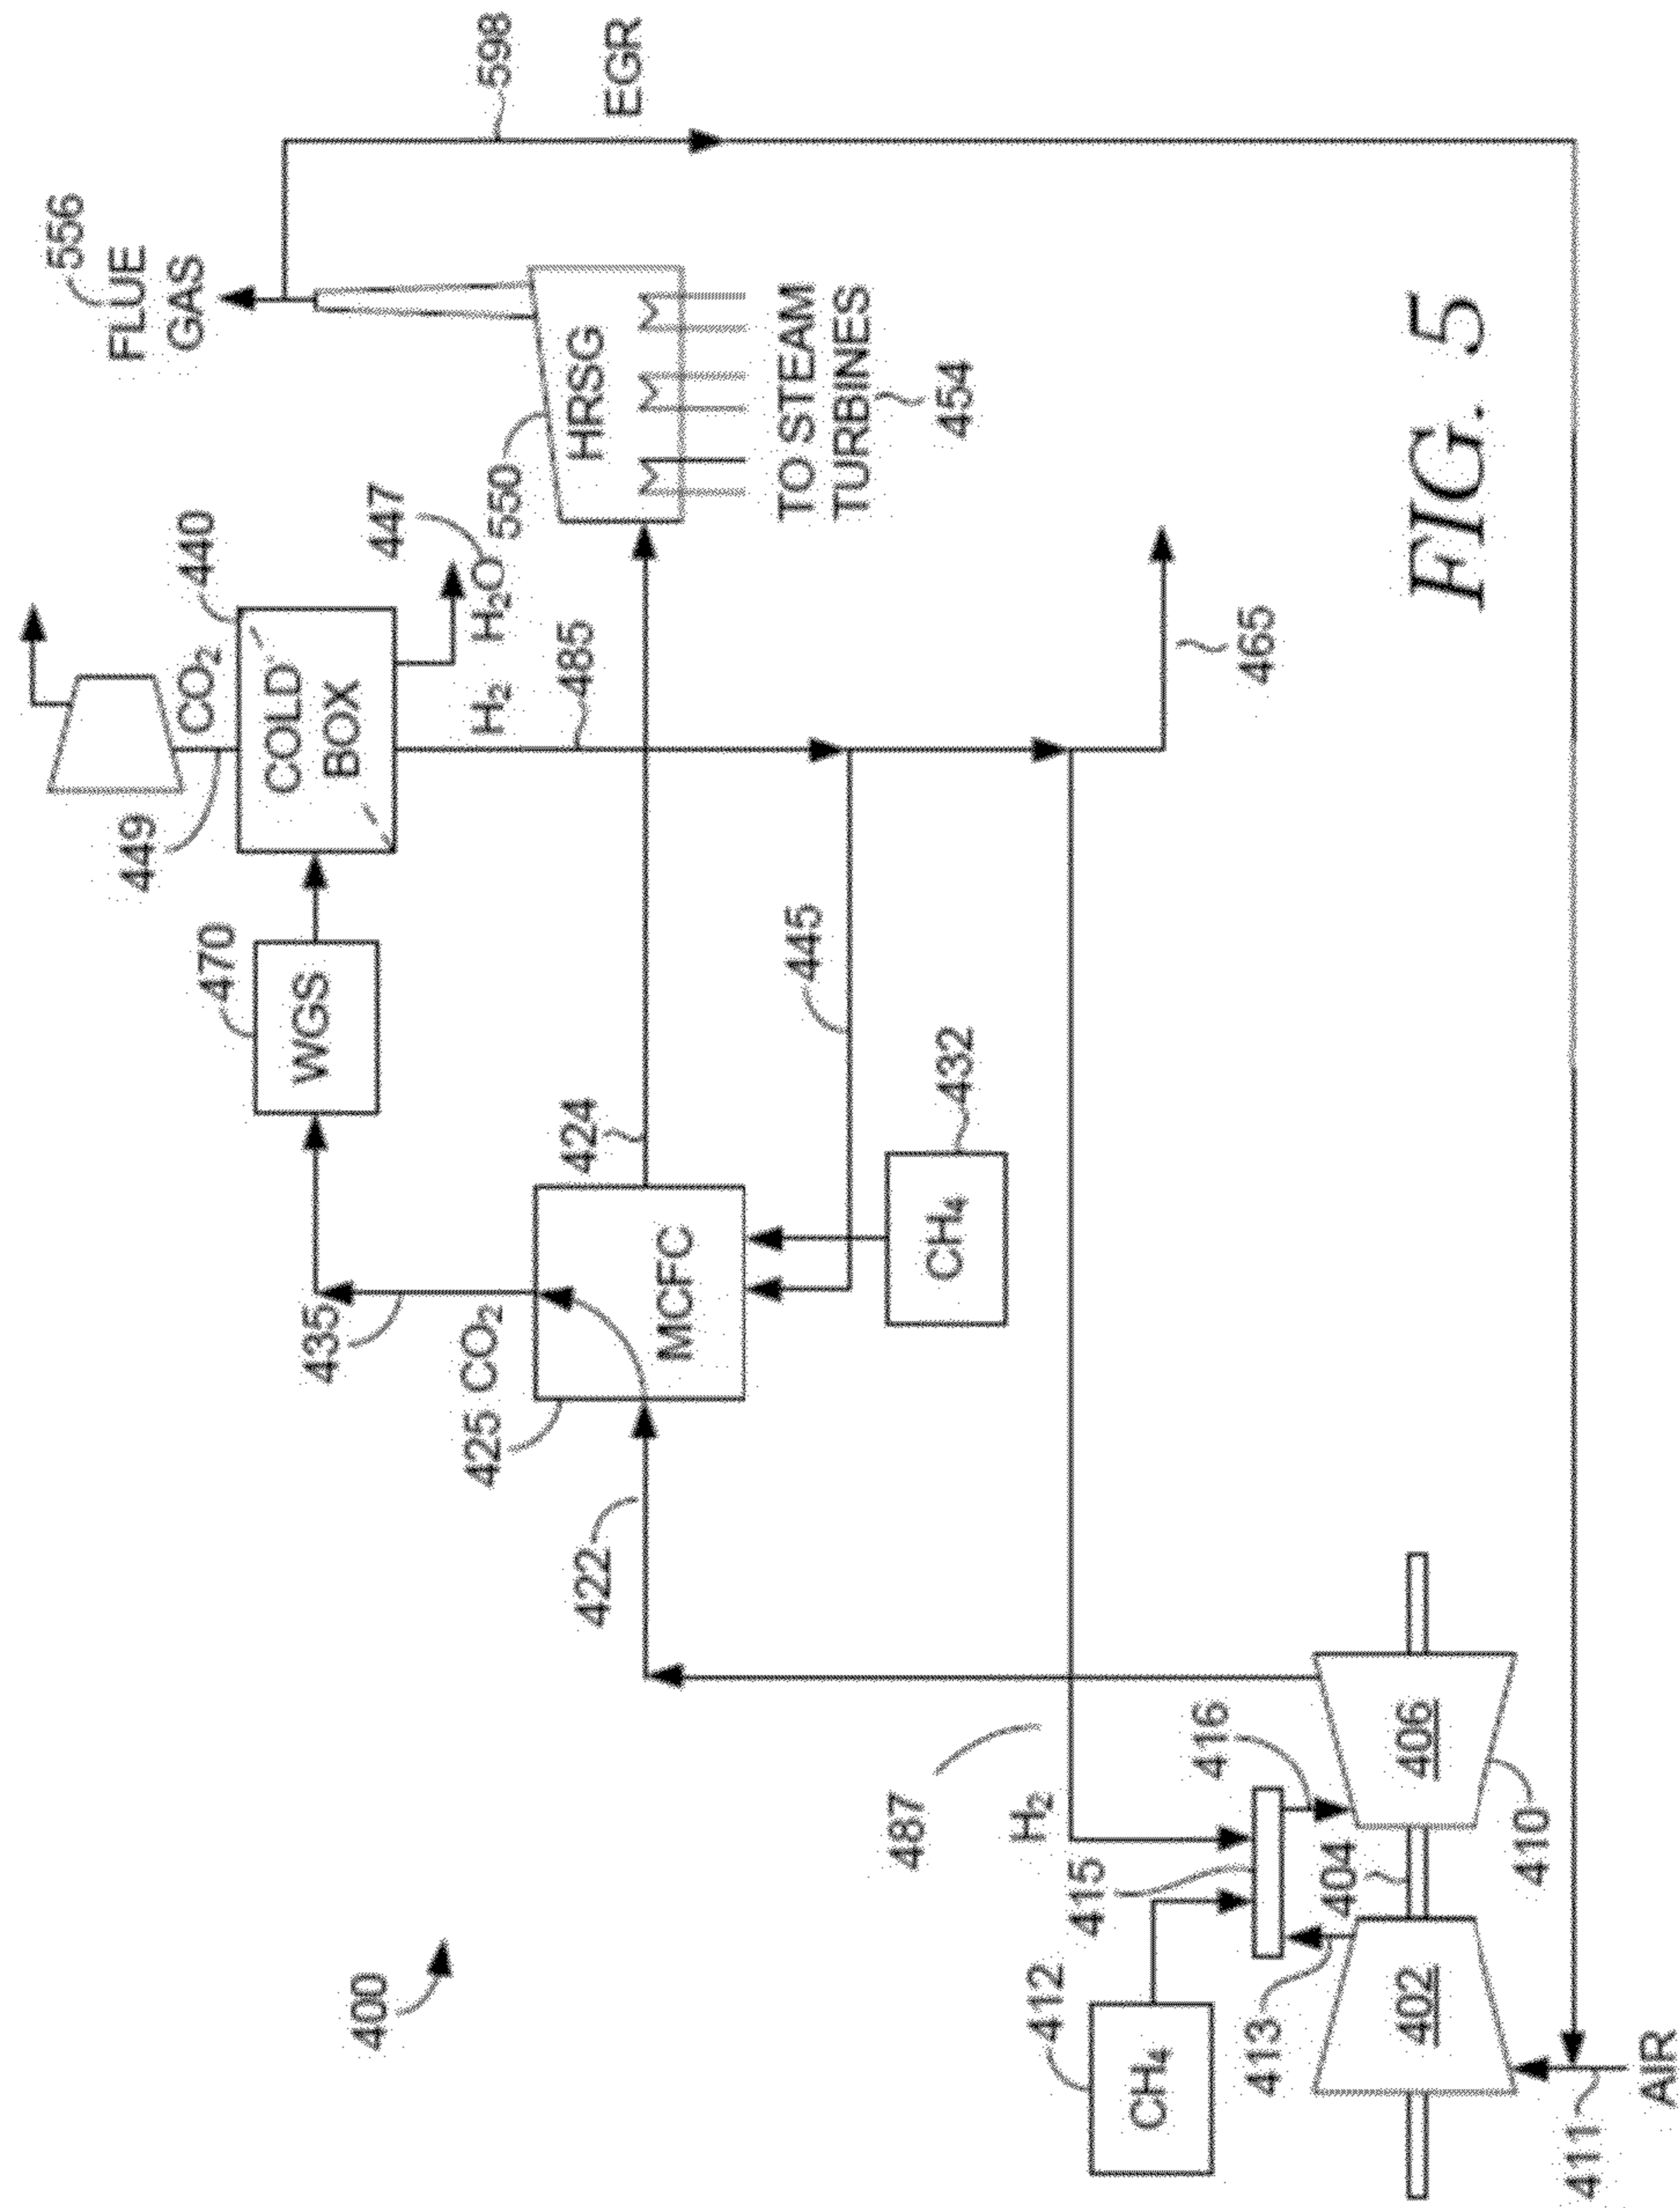 556
FLUE
GAS
598
EGR
CO₂
440
449
COLD
BOX
447
H₂O
H₂
550
HRSG
470
WGS
485
TO STEAM
TURBINES
454
435
CO₂
425
424
MCFC
445
432
CH₄
465
422
400
487
H₂
412
CH₄
415
416
413
404
402
406
410
411
AIR
FIG. 5